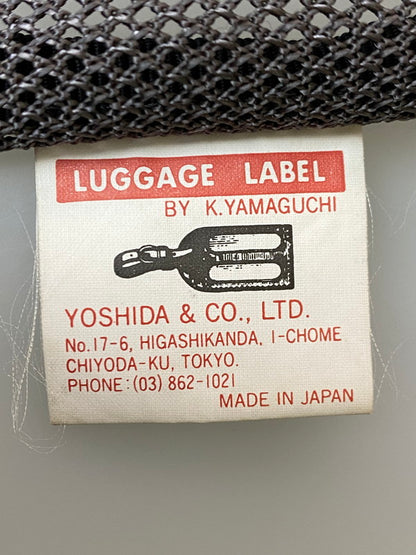 LUGGAGE LABEL
BY K.YAMAGUCHI
YOSHIDA & CO., LTD.
No.17-6, HIGASHIKANDA, 1-CHOME
CHIYODA-KU, TOKYO.
PHONE:(03) 862-1021
MADE IN JAPAN